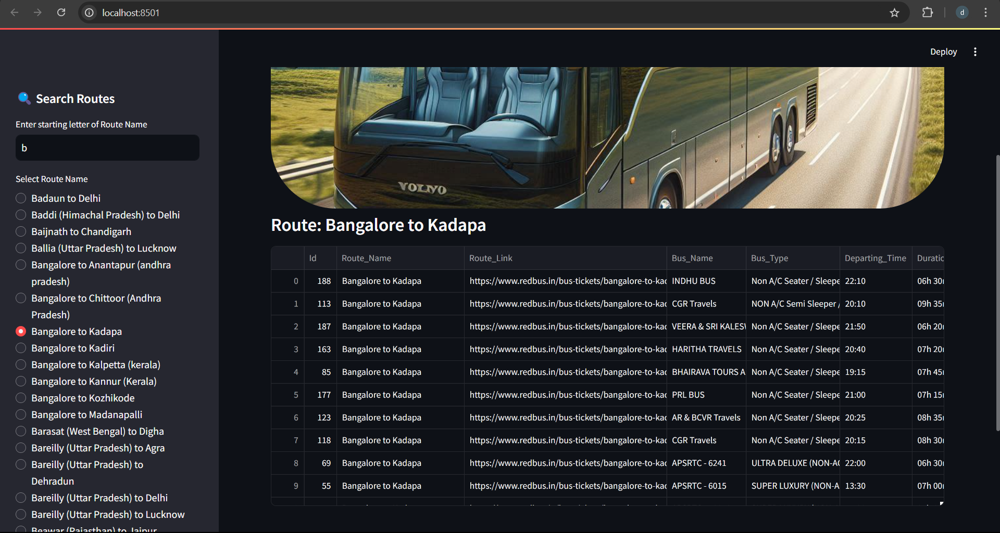 localhost:8501
d
Deploy
Search Routes
Enter starting letter of Route Name
b
Select Route Name
Badaun to Delhi
Baddi (Himachal Pradesh) to Delhi
Baijnath to Chandigarh
Ballia (Uttar Pradesh) to Lucknow
Bangalore to Anantapur (andhra
pradesh)
Bangalore to Chittoor (Andhra
Pradesh)
Bangalore to Kadapa
Bangalore to Kadiri
Bangalore to Kalpetta (kerala)
Bangalore to Kannur (Kerala)
Bangalore to Kozhikode
Bangalore to Madanapalli
Barasat (West Bengal) to Digha
Bareilly (Uttar Pradesh) to Agra
Bareilly (Uttar Pradesh) to
Dehradun
Bareilly (Uttar Pradesh) to Delhi
Bareilly (Uttar Pradesh) to Lucknow
Beawar (Rajasthan) to Jaipur
VOLIYO
Route: Bangalore to Kadapa
Id Route_Name Route_Link Bus_Name Bus_Type Departing_Time Duratio
0 188 Bangalore to Kadapa https://www.redbus.in/bus-tickets/bangalore-to-kad INDHU BUS Non A/C Seater / Sleepe 22:10 06h 30
1 113 Bangalore to Kadapa https://www.redbus.in/bus-tickets/bangalore-to-kad CGR Travels NON A/C Semi Sleeper / 20:10 09h 35
2 187 Bangalore to Kadapa https://www.redbus.in/bus-tickets/bangalore-to-kad VEERA & SRI KALESW Non A/C Seater / Sleepe 21:50 06h 20
3 163 Bangalore to Kadapa https://www.redbus.in/bus-tickets/bangalore-to-kad HARITHA TRAVELS Non A/C Seater / Sleepe 20:40 07h 20
4 85 Bangalore to Kadapa https://www.redbus.in/bus-tickets/bangalore-to-kad BHAIRAVA TOURS A Non A/C Seater / Sleepe 19:15 07h 45
5 177 Bangalore to Kadapa https://www.redbus.in/bus-tickets/bangalore-to-kad PRL BUS Non A/C Seater / Sleepe 21:00 07h 15
6 123 Bangalore to Kadapa https://www.redbus.in/bus-tickets/bangalore-to-kad AR & BCVR Travels Non A/C Seater / Sleepe 20:25 08h 35
7 118 Bangalore to Kadapa https://www.redbus.in/bus-tickets/bangalore-to-kad CGR Travels Non A/C Seater / Sleepe 20:15 08h 30
8 69 Bangalore to Kadapa https://www.redbus.in/bus-tickets/bangalore-to-kad APSRTC - 6241 ULTRA DELUXE (NON-AC 22:00 06h 30
9 55 Bangalore to Kadapa https://www.redbus.in/bus-tickets/bangalore-to-kad APSRTC - 6015 SUPER LUXURY (NON-A 13:30 07h 00